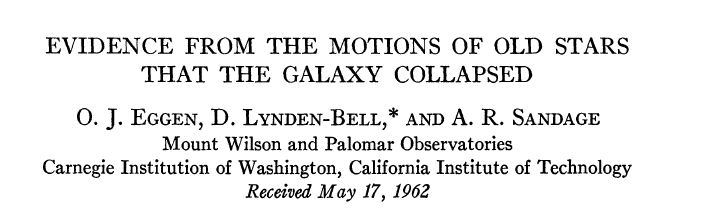 EVIDENCE FROM THE MOTIONS OF OLD STARS
THAT THE GALAXY COLLAPSED
O. J. EGGEN, D. LYNDEN-BELL,* AND A. R. SANDAGE
Mount Wilson and Palomar Observatories
Carnegie Institution of Washington, California Institute of Technology
Received May 17, 1962